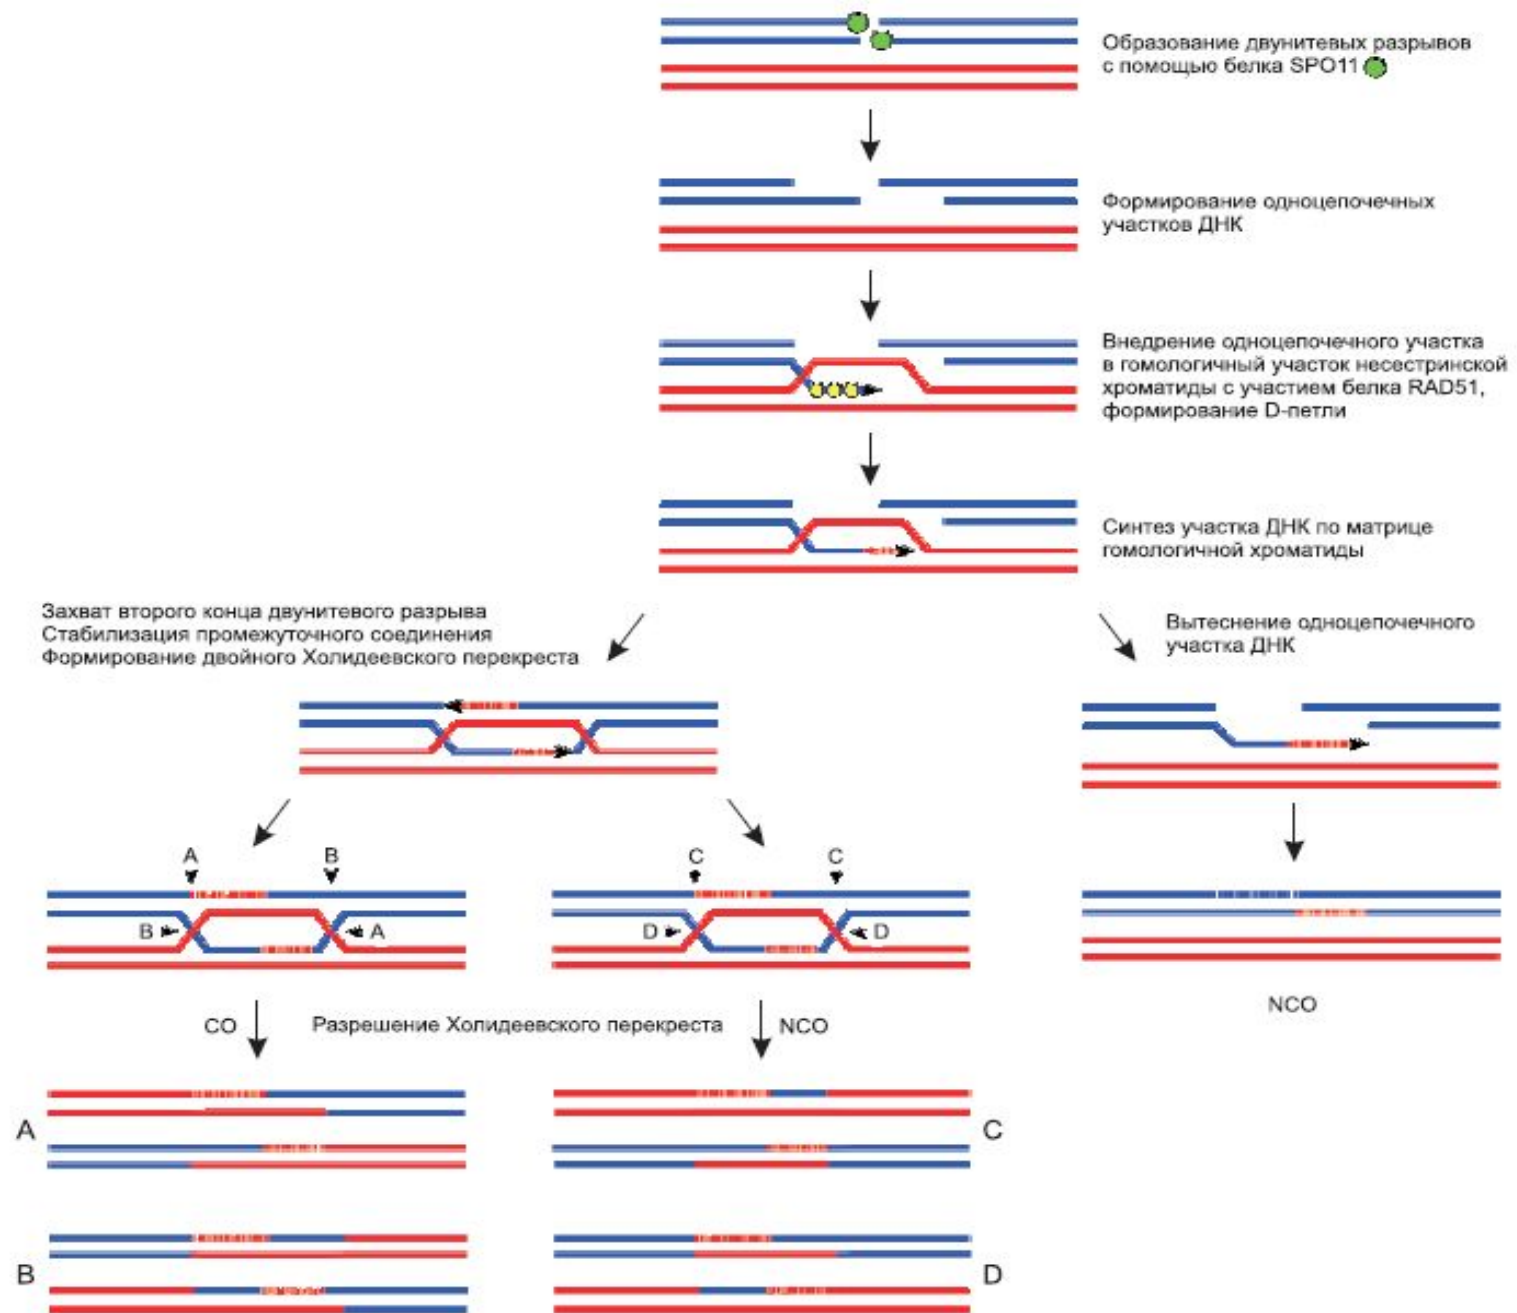 Образование двунитевых разрывов
с помощью белка SPO11
Формирование одноцепочечных
участков ДНК
Внедрение одноцепочечного участка
в гомологичный участок несестринской
хроматиды с участием белка RAD51,
формирование D-петли
Синтез участка ДНК по матрице
гомологичной хроматиды
Захват второго конца двунитевого разрыва
Стабилизация промежуточного соединения
Формирование двойного Холидеевского перекреста
Вытеснение одноцепочечного
участка ДНК
A B
B A
C C
D D
NCO
CO Разрешение Холидеевского перекреста NCO
A
C
B
D